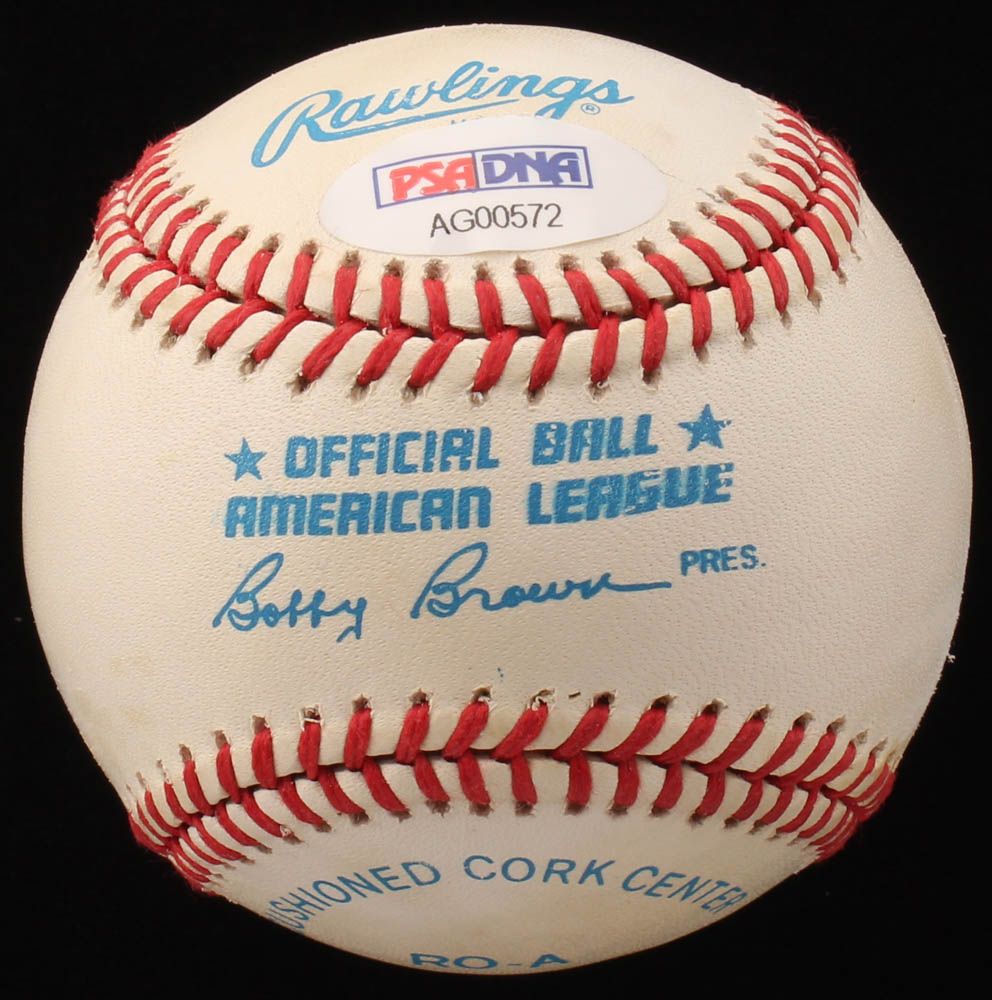 Rawlings ®
PSA DNA
AG00572
★ OFFICIAL BALL ★
AMERICAN LEAGUE
Bobby Brown PRES.
USHIONED CORK CENTER
RO-A